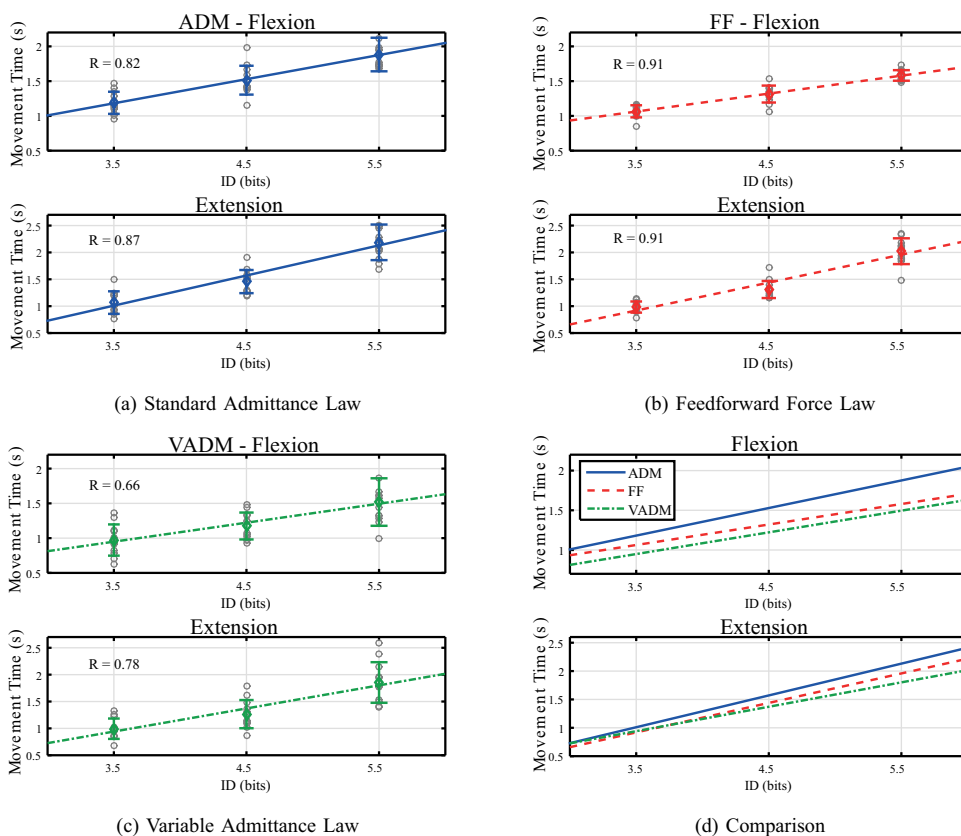 ADM - Flexion
Movement Time (s)
2
1.5
1
0.5
R = 0.82
3.5
4.5
5.5
ID (bits)
Extension
Movement Time (s)
2.5
2
1.5
1
0.5
R = 0.87
3.5
4.5
5.5
ID (bits)
(a) Standard Admittance Law
FF - Flexion
Movement Time (s)
2
1.5
1
0.5
R = 0.91
3.5
4.5
5.5
ID (bits)
Extension
Movement Time (s)
2.5
2
1.5
1
0.5
R = 0.91
3.5
4.5
5.5
ID (bits)
(b) Feedforward Force Law
VADM - Flexion
Movement Time (s)
2
1.5
1
0.5
R = 0.66
3.5
4.5
5.5
ID (bits)
Extension
Movement Time (s)
2.5
2
1.5
1
0.5
R = 0.78
3.5
4.5
5.5
ID (bits)
(c) Variable Admittance Law
Flexion
Movement Time (s)
2
1.5
1
ADM
FF
VADM
3.5
4.5
5.5
ID (bits)
Extension
Movement Time (s)
2.5
2
1.5
1
0.5
3.5
4.5
5.5
ID (bits)
(d) Comparison